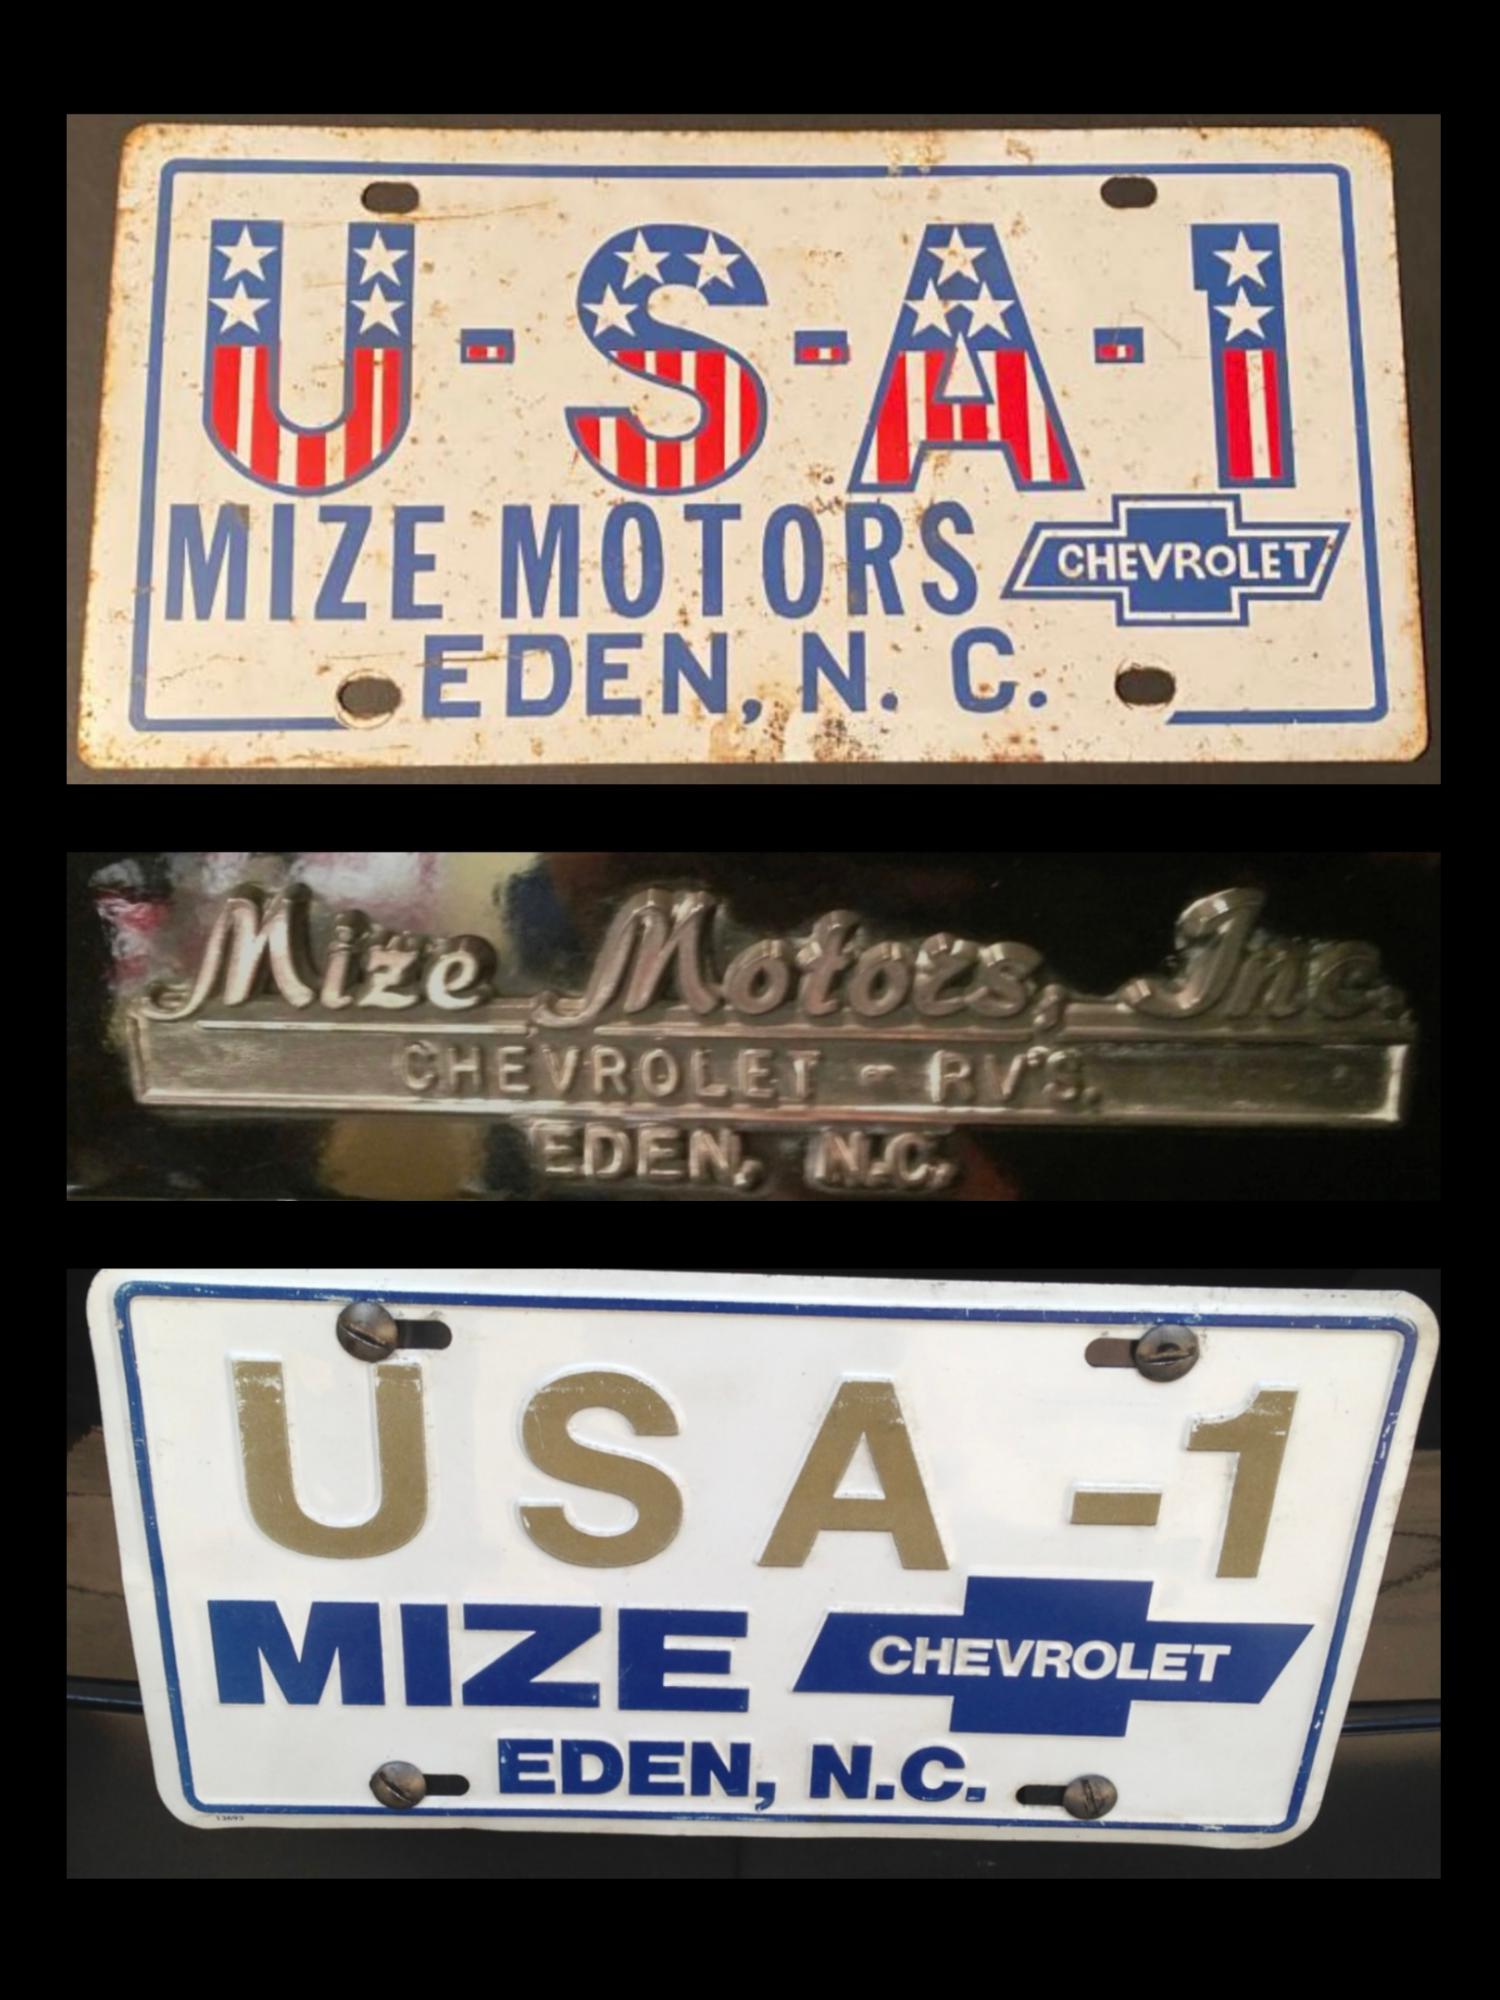 U-S-A-1
MIZE MOTORS CHEVROLET
EDEN, N. C.
Mize Motors, Inc.
CHEVROLET - RV'S.
EDEN, N.C.
USA-1
MIZE CHEVROLET
EDEN, N.C.